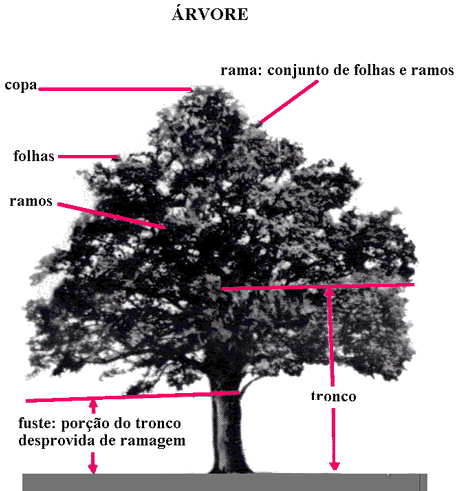 ÁRVORE
rama: conjunto de folhas e ramos
copa
folhas
ramos
tronco
fuste: porção do tronco
desprovida de ramagem